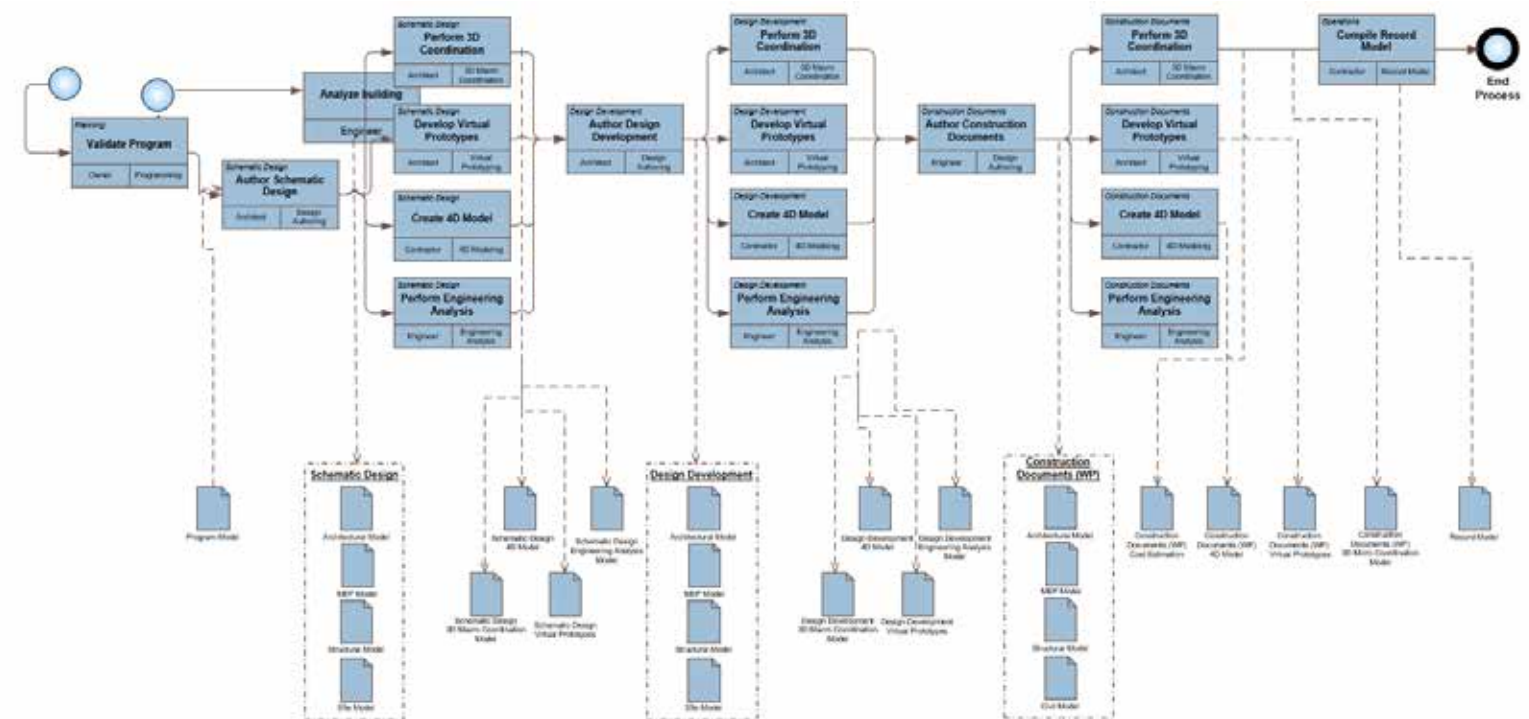 Planning
Validate Program
Owner
Programming
Analyze building
Engineer
Schematic Design
Author Schematic
Design
Architect
Design
Authoring
Schematic Design
Perform 3D
Coordination
Architect
3D Macro
Coordination
Schematic Design
Develop Virtual
Prototypes
Architect
Virtual
Prototyping
Schematic Design
Create 4D Model
Contractor
4D Modeling
Schematic Design
Perform Engineering
Analysis
Engineer
Engineering
Analysis
Design Development
Author Design
Development
Architect
Design
Authoring
Design Development
Perform 3D
Coordination
Architect
3D Macro
Coordination
Design Development
Develop Virtual
Prototypes
Architect
Virtual
Prototyping
Design Development
Create 4D Model
Contractor
4D Modeling
Design Development
Perform Engineering
Analysis
Engineer
Engineering
Analysis
Construction Documents
Author Construction
Documents
Engineer
Design
Authoring
Construction Documents
Perform 3D
Coordination
Architect
3D Macro
Coordination
Construction Documents
Develop Virtual
Prototypes
Architect
Virtual
Prototyping
Construction Documents
Create 4D Model
Contractor
4D Modeling
Construction Documents
Perform Engineering
Analysis
Engineer
Engineering
Analysis
Operations
Compile Record
Model
Contractor
Record Model
End
Process
Program Model
Schematic Design
Architectural Model
MEP Model
Structural Model
Site Model
Schematic Design
4D Model
Schematic Design
Engineering Analysis
Model
Schematic Design
3D Macro Coordination
Model
Schematic Design
Virtual Prototypes
Design Development
Architectural Model
MEP Model
Structural Model
Site Model
Design Development
4D Model
Design Development
Engineering Analysis Model
Design Development
3D Macro Coordination
Model
Design Development
Virtual Prototypes
Construction
Documents (WP)
Architectural Model
MEP Model
Structural Model
Civil Model
Construction
Documents (WP)
Cost Estimation
Construction
Documents (WP)
4D Model
Construction
Documents (WP)
Virtual Prototypes
Construction
Documents (WP)
3D Micro Coordination
Model
Record Model